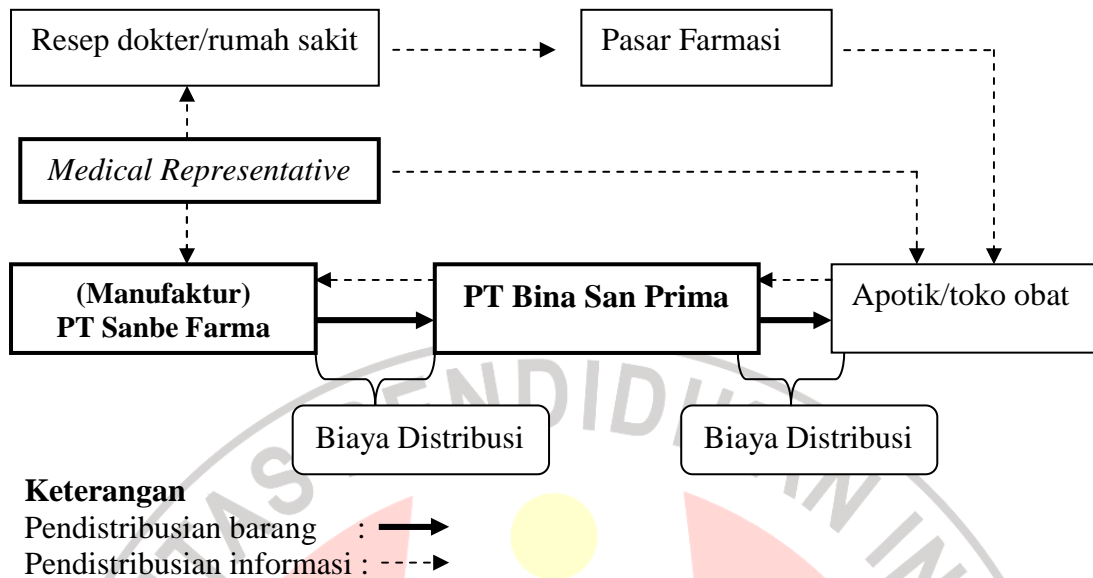 Resep dokter/rumah sakit
Pasar Farmasi
Medical Representative
(Manufaktur)
PT Sanbe Farma
PT Bina San Prima
Apotik/toko obat
Biaya Distribusi
Biaya Distribusi
Keterangan
Pendistribusian barang :
Pendistribusian informasi :